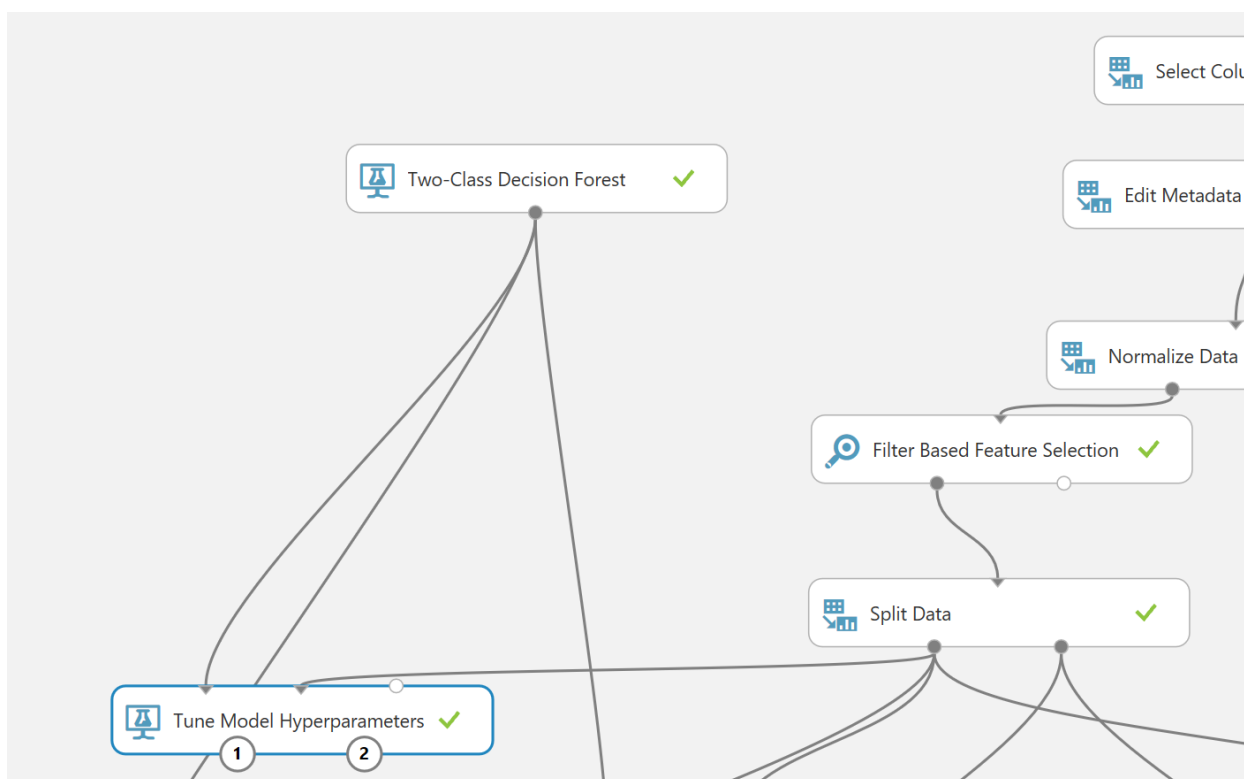 Select Colu
Two-Class Decision Forest
Edit Metadata
Normalize Data
Filter Based Feature Selection
Split Data
Tune Model Hyperparameters
1
2